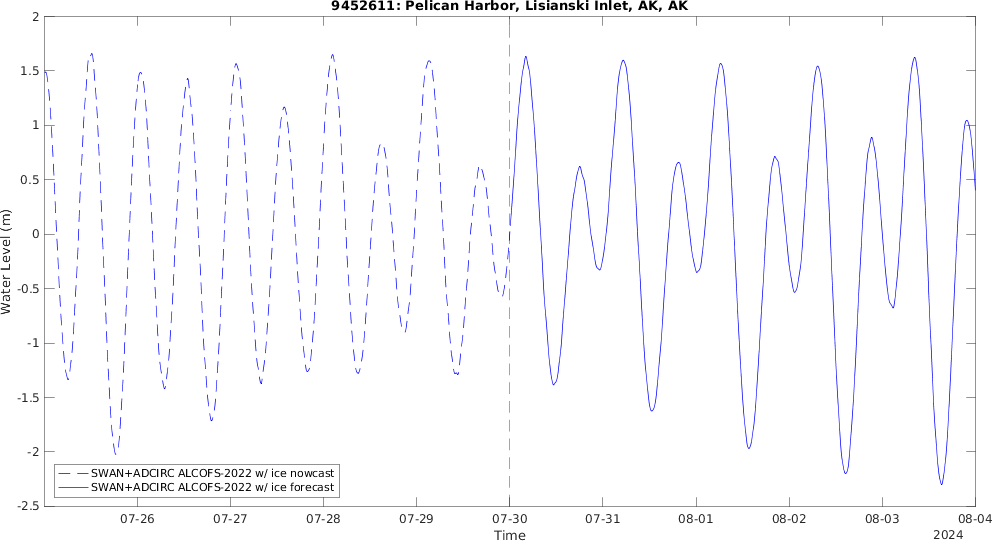 9452611: Pelican Harbor, Lisianski Inlet, AK, AK
2
1.5
1
0.5
0
-0.5
-1
-1.5
-2
-2.5
Water Level (m)
SWAN+ADCIRC ALCOFS-2022 w/ ice nowcast
SWAN+ADCIRC ALCOFS-2022 w/ ice forecast
07-26 07-27 07-28 07-29 07-30 07-31 08-01 08-02 08-03 08-04
Time
2024